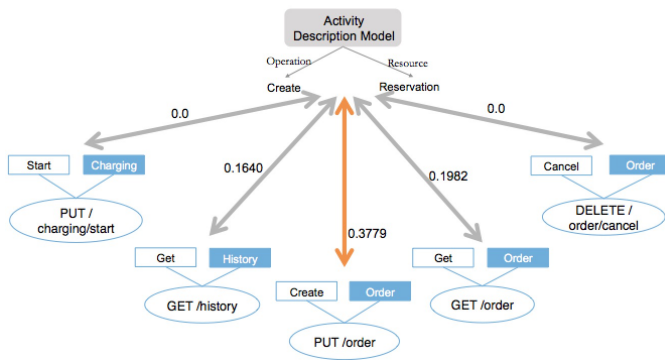 Activity
Description Model
Operation
Resource
Create
Reservation
0.0
0.0
Start
Charging
0.1640
0.1982
Cancel
Order
PUT /
charging/start
DELETE /
order/cancel
0.3779
Get
History
Get
Order
Create
Order
GET /history
GET /order
PUT /order